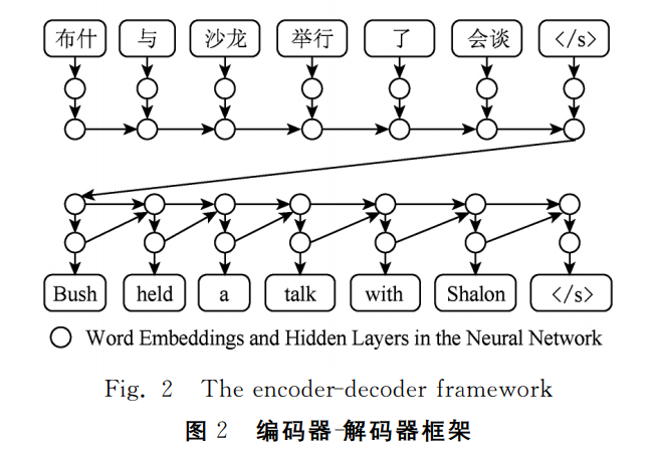 布什 与 沙龙 举行 了 会谈 </s>
Bush held a talk with Shalon </s>
Word Embeddings and Hidden Layers in the Neural Network
Fig. 2 The encoder-decoder framework
图 2 编码器-解码器框架